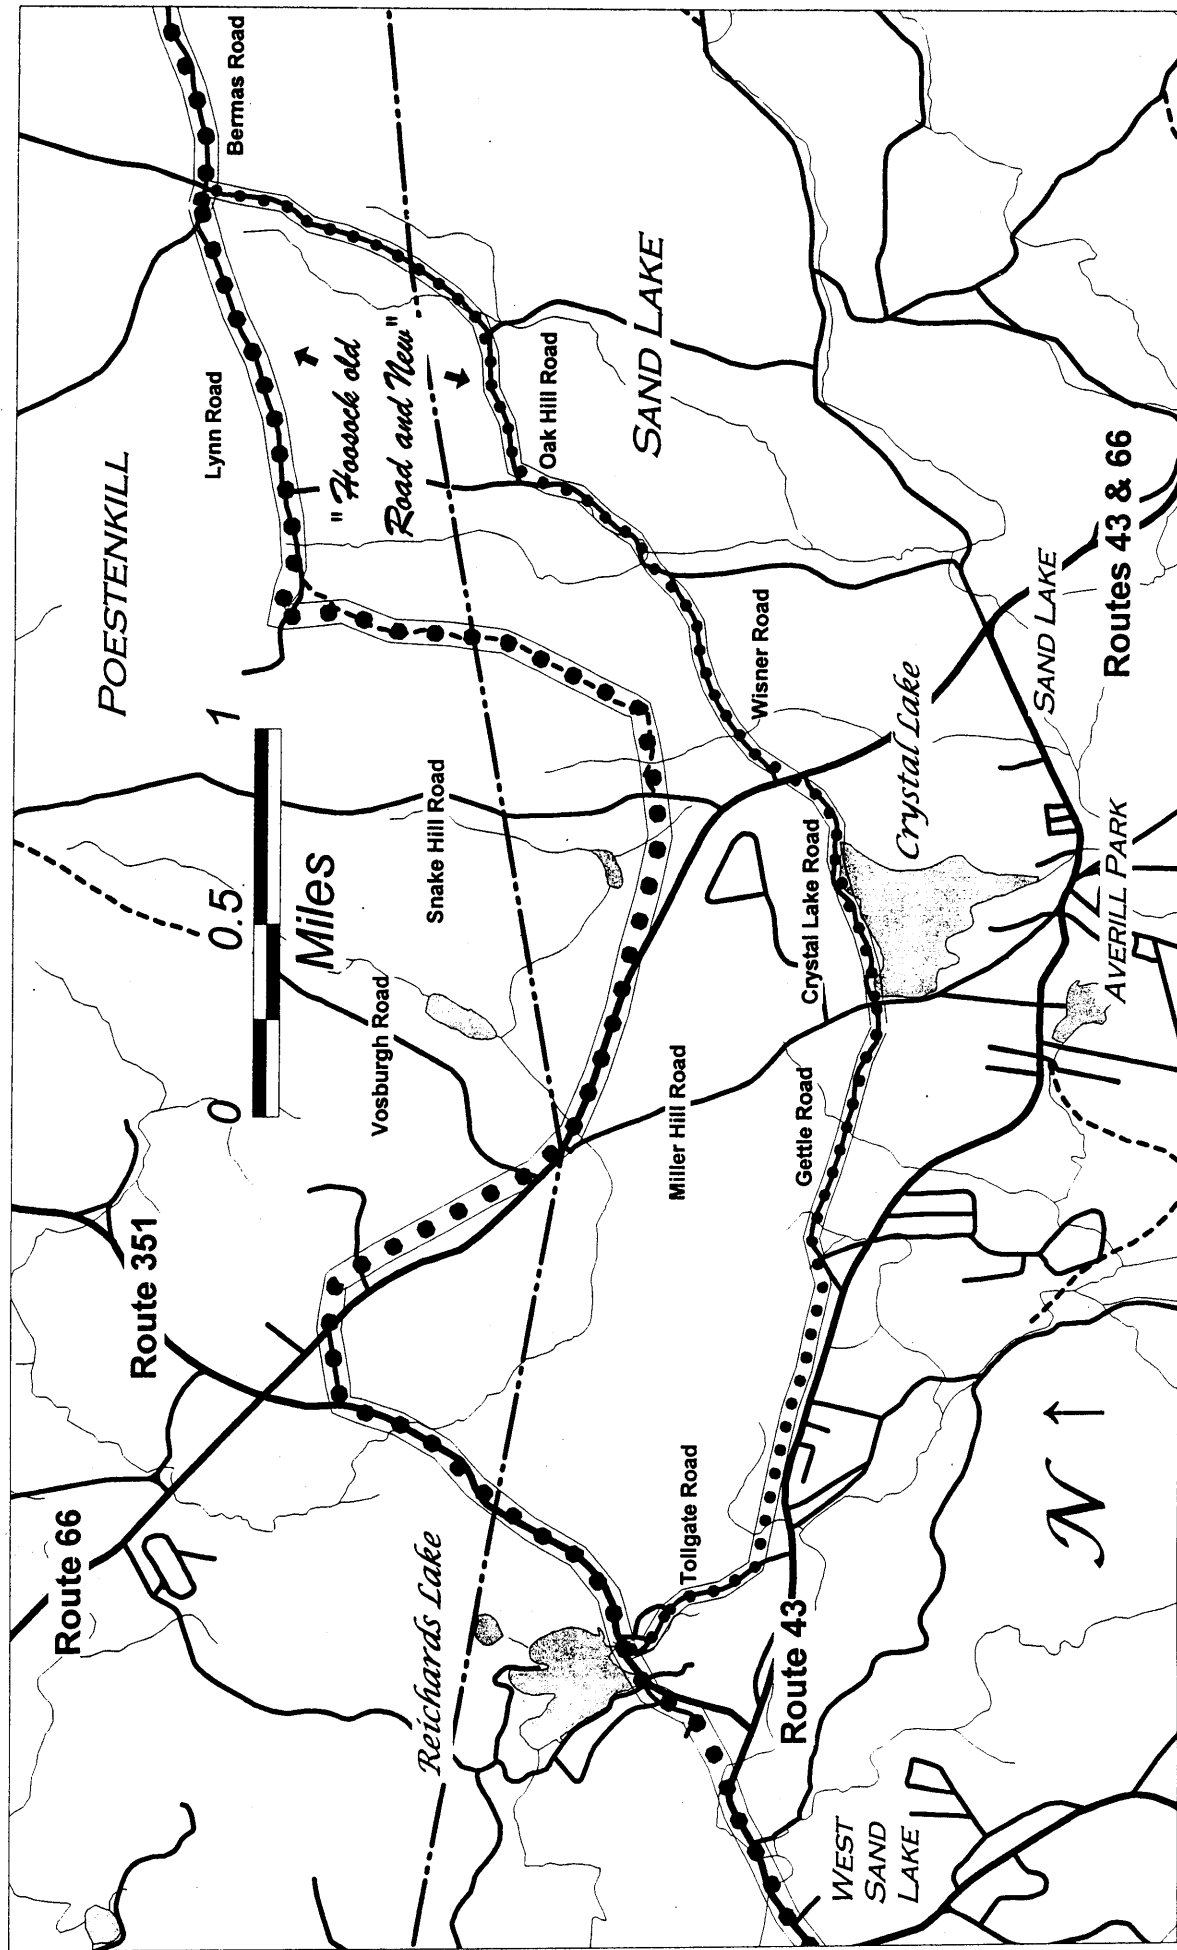 Route 66
Route 351
POESTENKILL
Bermas Road
Lynn Road
"Hoosock old
Road and New"
0
0.5
1
Miles
Snake Hill Road
Vosburgh Road
Reichards Lake
Oak Hill Road
SAND LAKE
Wisner Road
Miller Hill Road
Tollgate Road
Gettle Road
Crystal Lake Road
Crystal Lake
Route 43
WEST
SAND
LAKE
N
AVERILL PARK
SAND LAKE
Routes 43 & 66